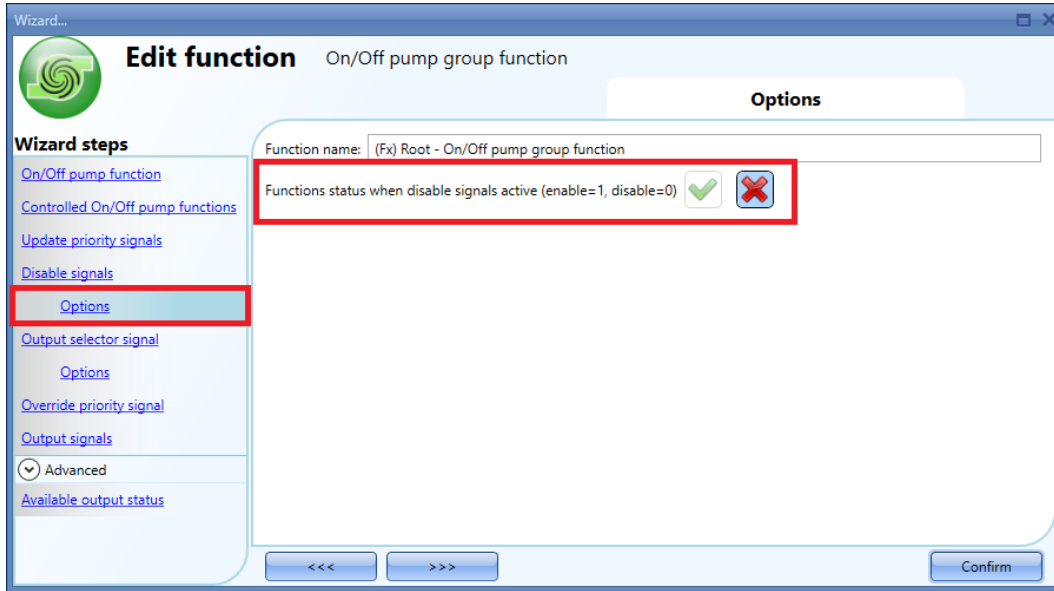 Wizard...
Edit function On/Off pump group function
Options
Wizard steps
On/Off pump function
Controlled On/Off pump functions
Update priority signals
Disable signals
Options
Output selector signal
Options
Override priority signal
Output signals
Advanced
Available output status
Function name: (Fx) Root - On/Off pump group function
Functions status when disable signals active (enable=1, disable=0)
<<< >>> Confirm